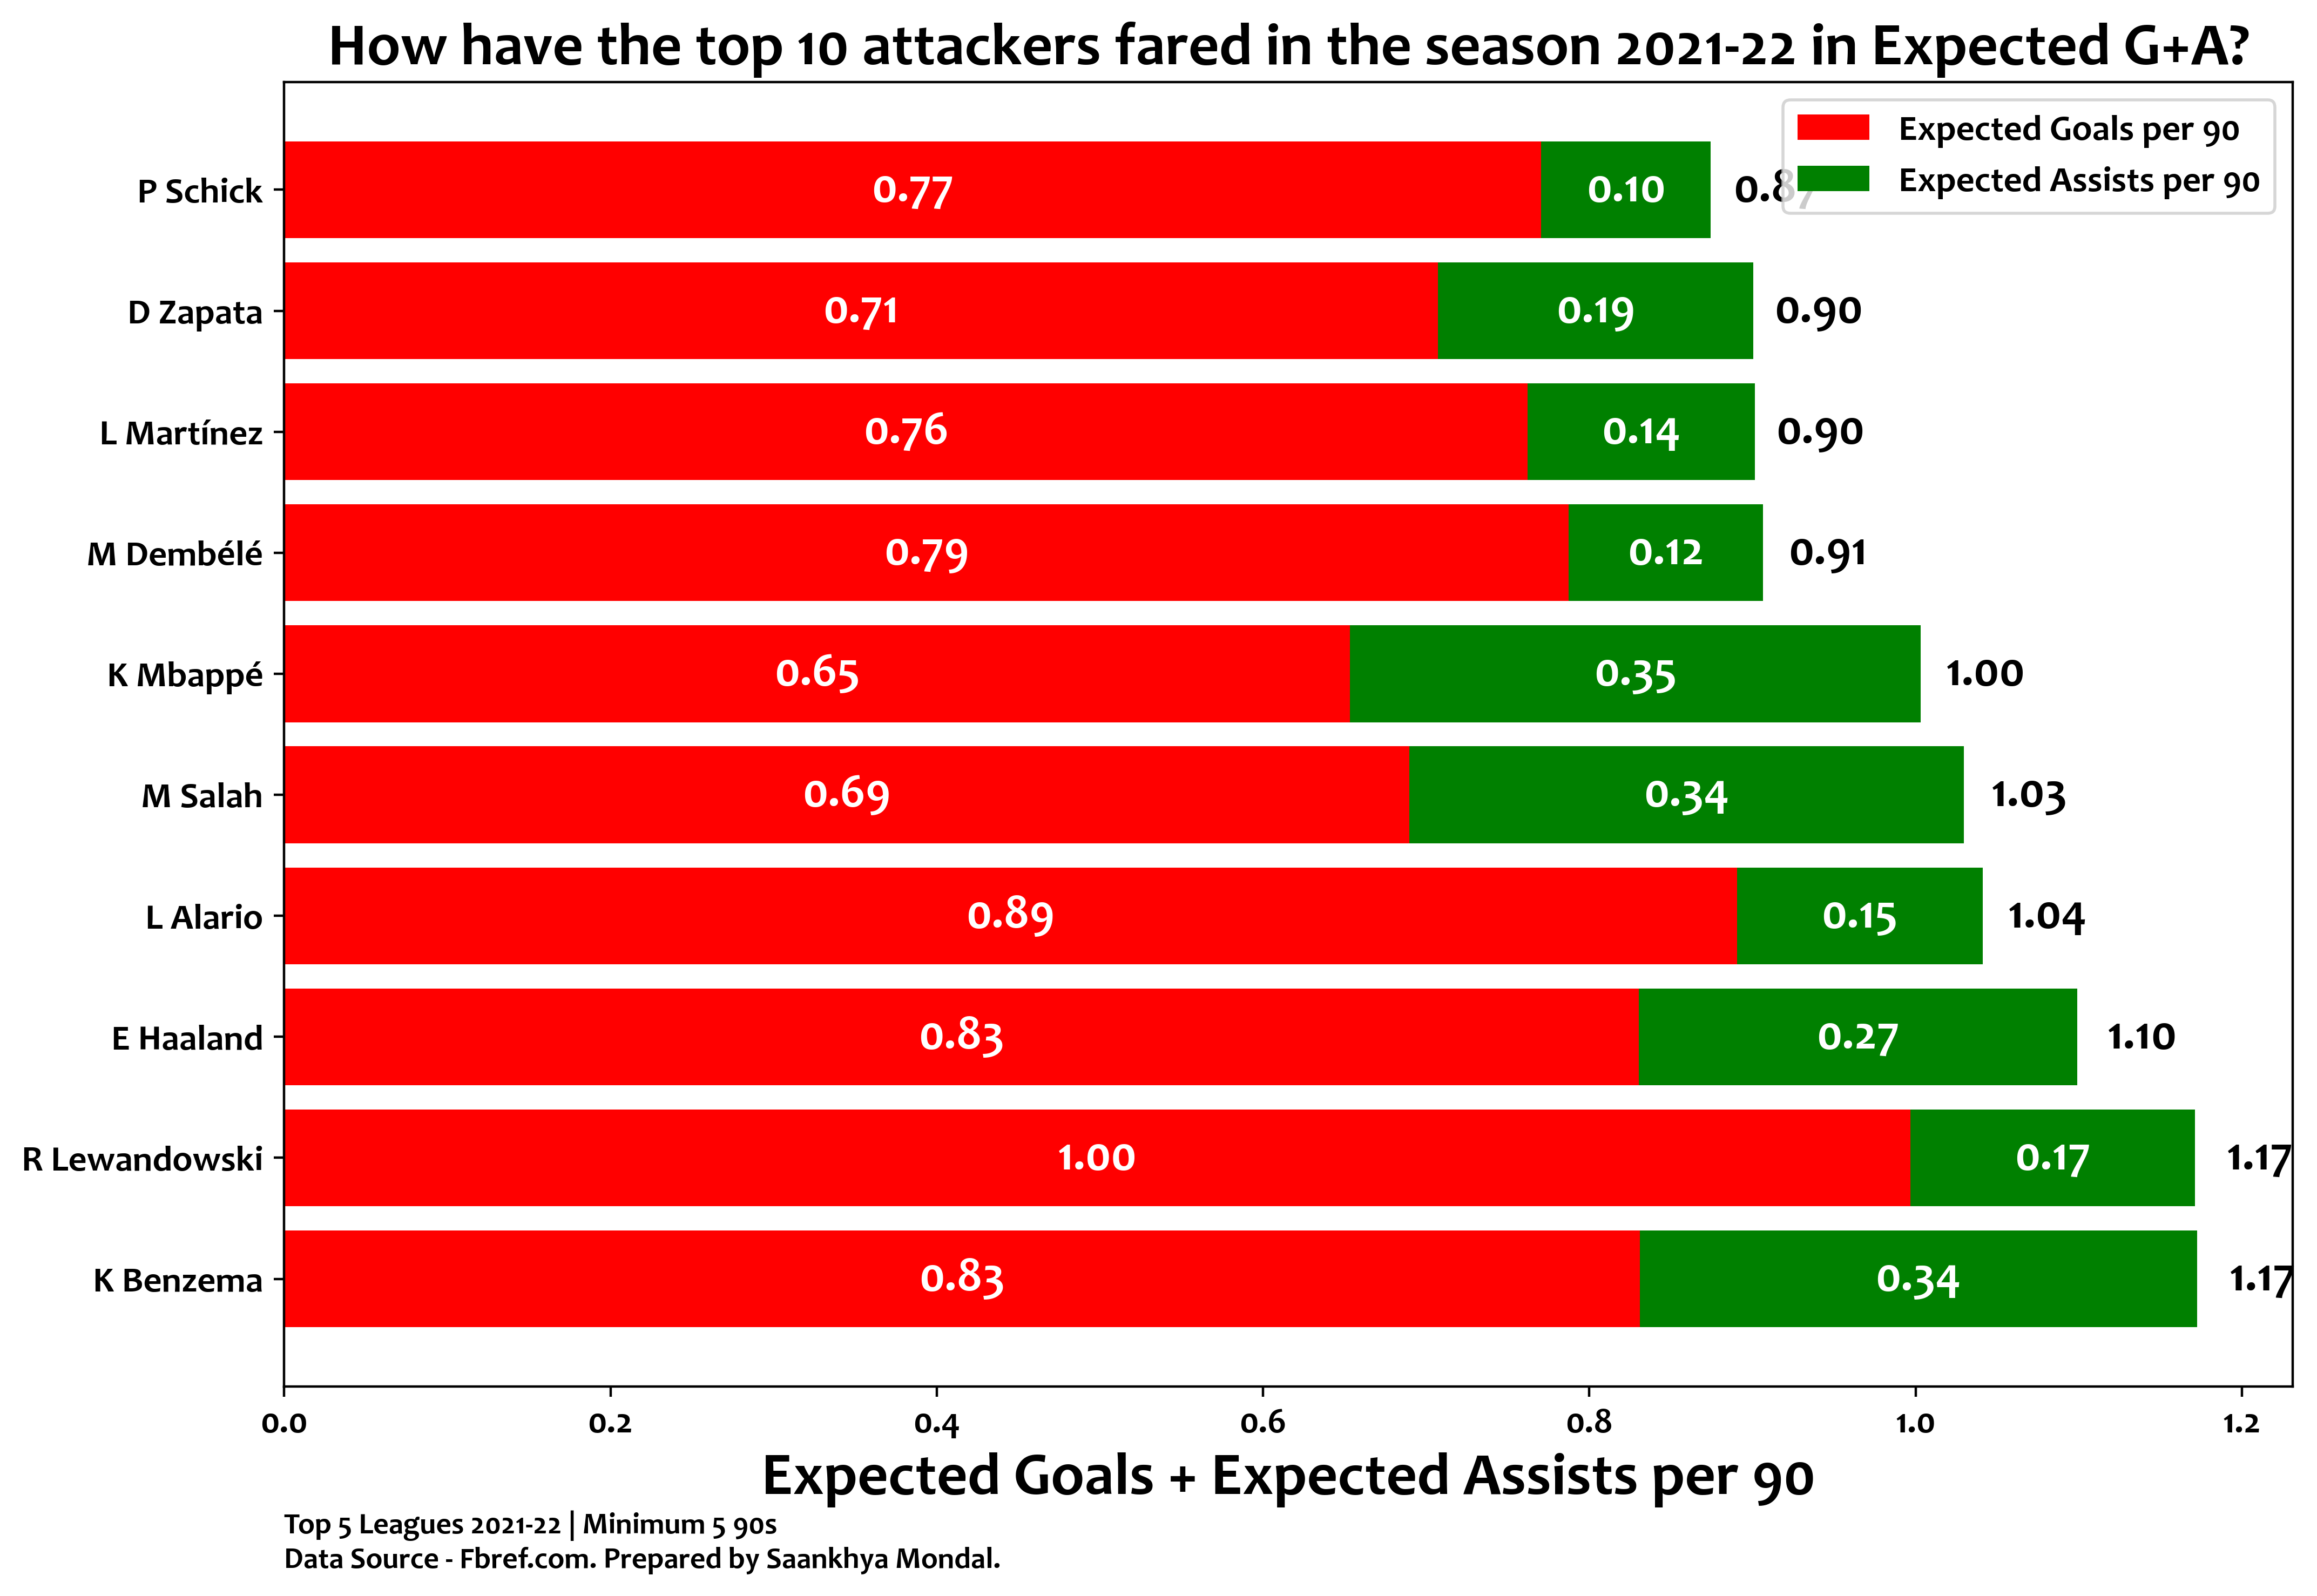 How have the top 10 attackers fared in the season 2021-22 in Expected G+A?
Expected Goals per 90
Expected Assists per 90
P Schick 0.77 0.10 0.87
D Zapata 0.71 0.19 0.90
L Martínez 0.76 0.14 0.90
M Dembélé 0.79 0.12 0.91
K Mbappé 0.65 0.35 1.00
M Salah 0.69 0.34 1.03
L Alario 0.89 0.15 1.04
E Haaland 0.83 0.27 1.10
R Lewandowski 1.00 0.17 1.17
K Benzema 0.83 0.34 1.17
0.0 0.2 0.4 0.6 0.8 1.0 1.2
Expected Goals + Expected Assists per 90
Top 5 Leagues 2021-22 | Minimum 5 90s
Data Source - Fbref.com. Prepared by Saankhya Mondal.